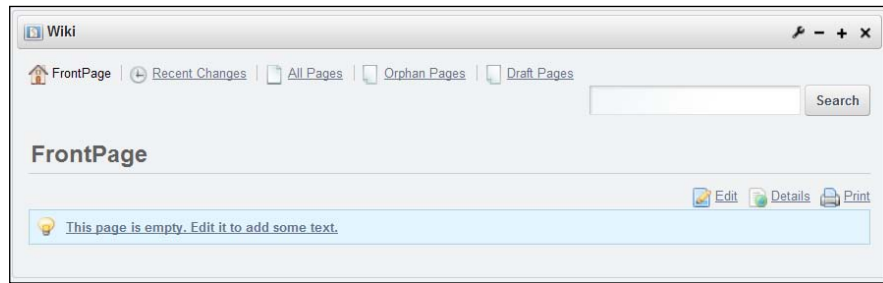 Wiki
FrontPage Recent Changes All Pages Orphan Pages Draft Pages
Search
FrontPage
Edit Details Print
This page is empty. Edit it to add some text.